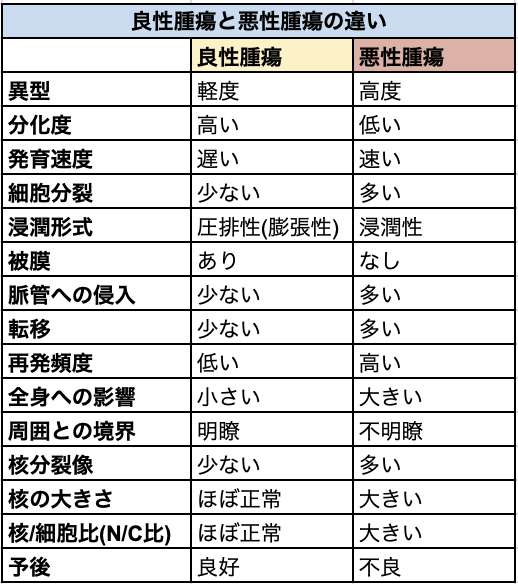 良性腫瘍と悪性腫瘍の違い
良性腫瘍 悪性腫瘍
異型 軽度 高度
分化度 高い 低い
発育速度 遅い 速い
細胞分裂 少ない 多い
浸潤形式 圧排性(膨張性) 浸潤性
被膜 あり なし
脈管への侵入 少ない 多い
転移 少ない 多い
再発頻度 低い 高い
全身への影響 小さい 大きい
周囲との境界 明瞭 不明瞭
核分裂像 少ない 多い
核の大きさ ほぼ正常 大きい
核/細胞比(N/C比) ほぼ正常 大きい
予後 良好 不良